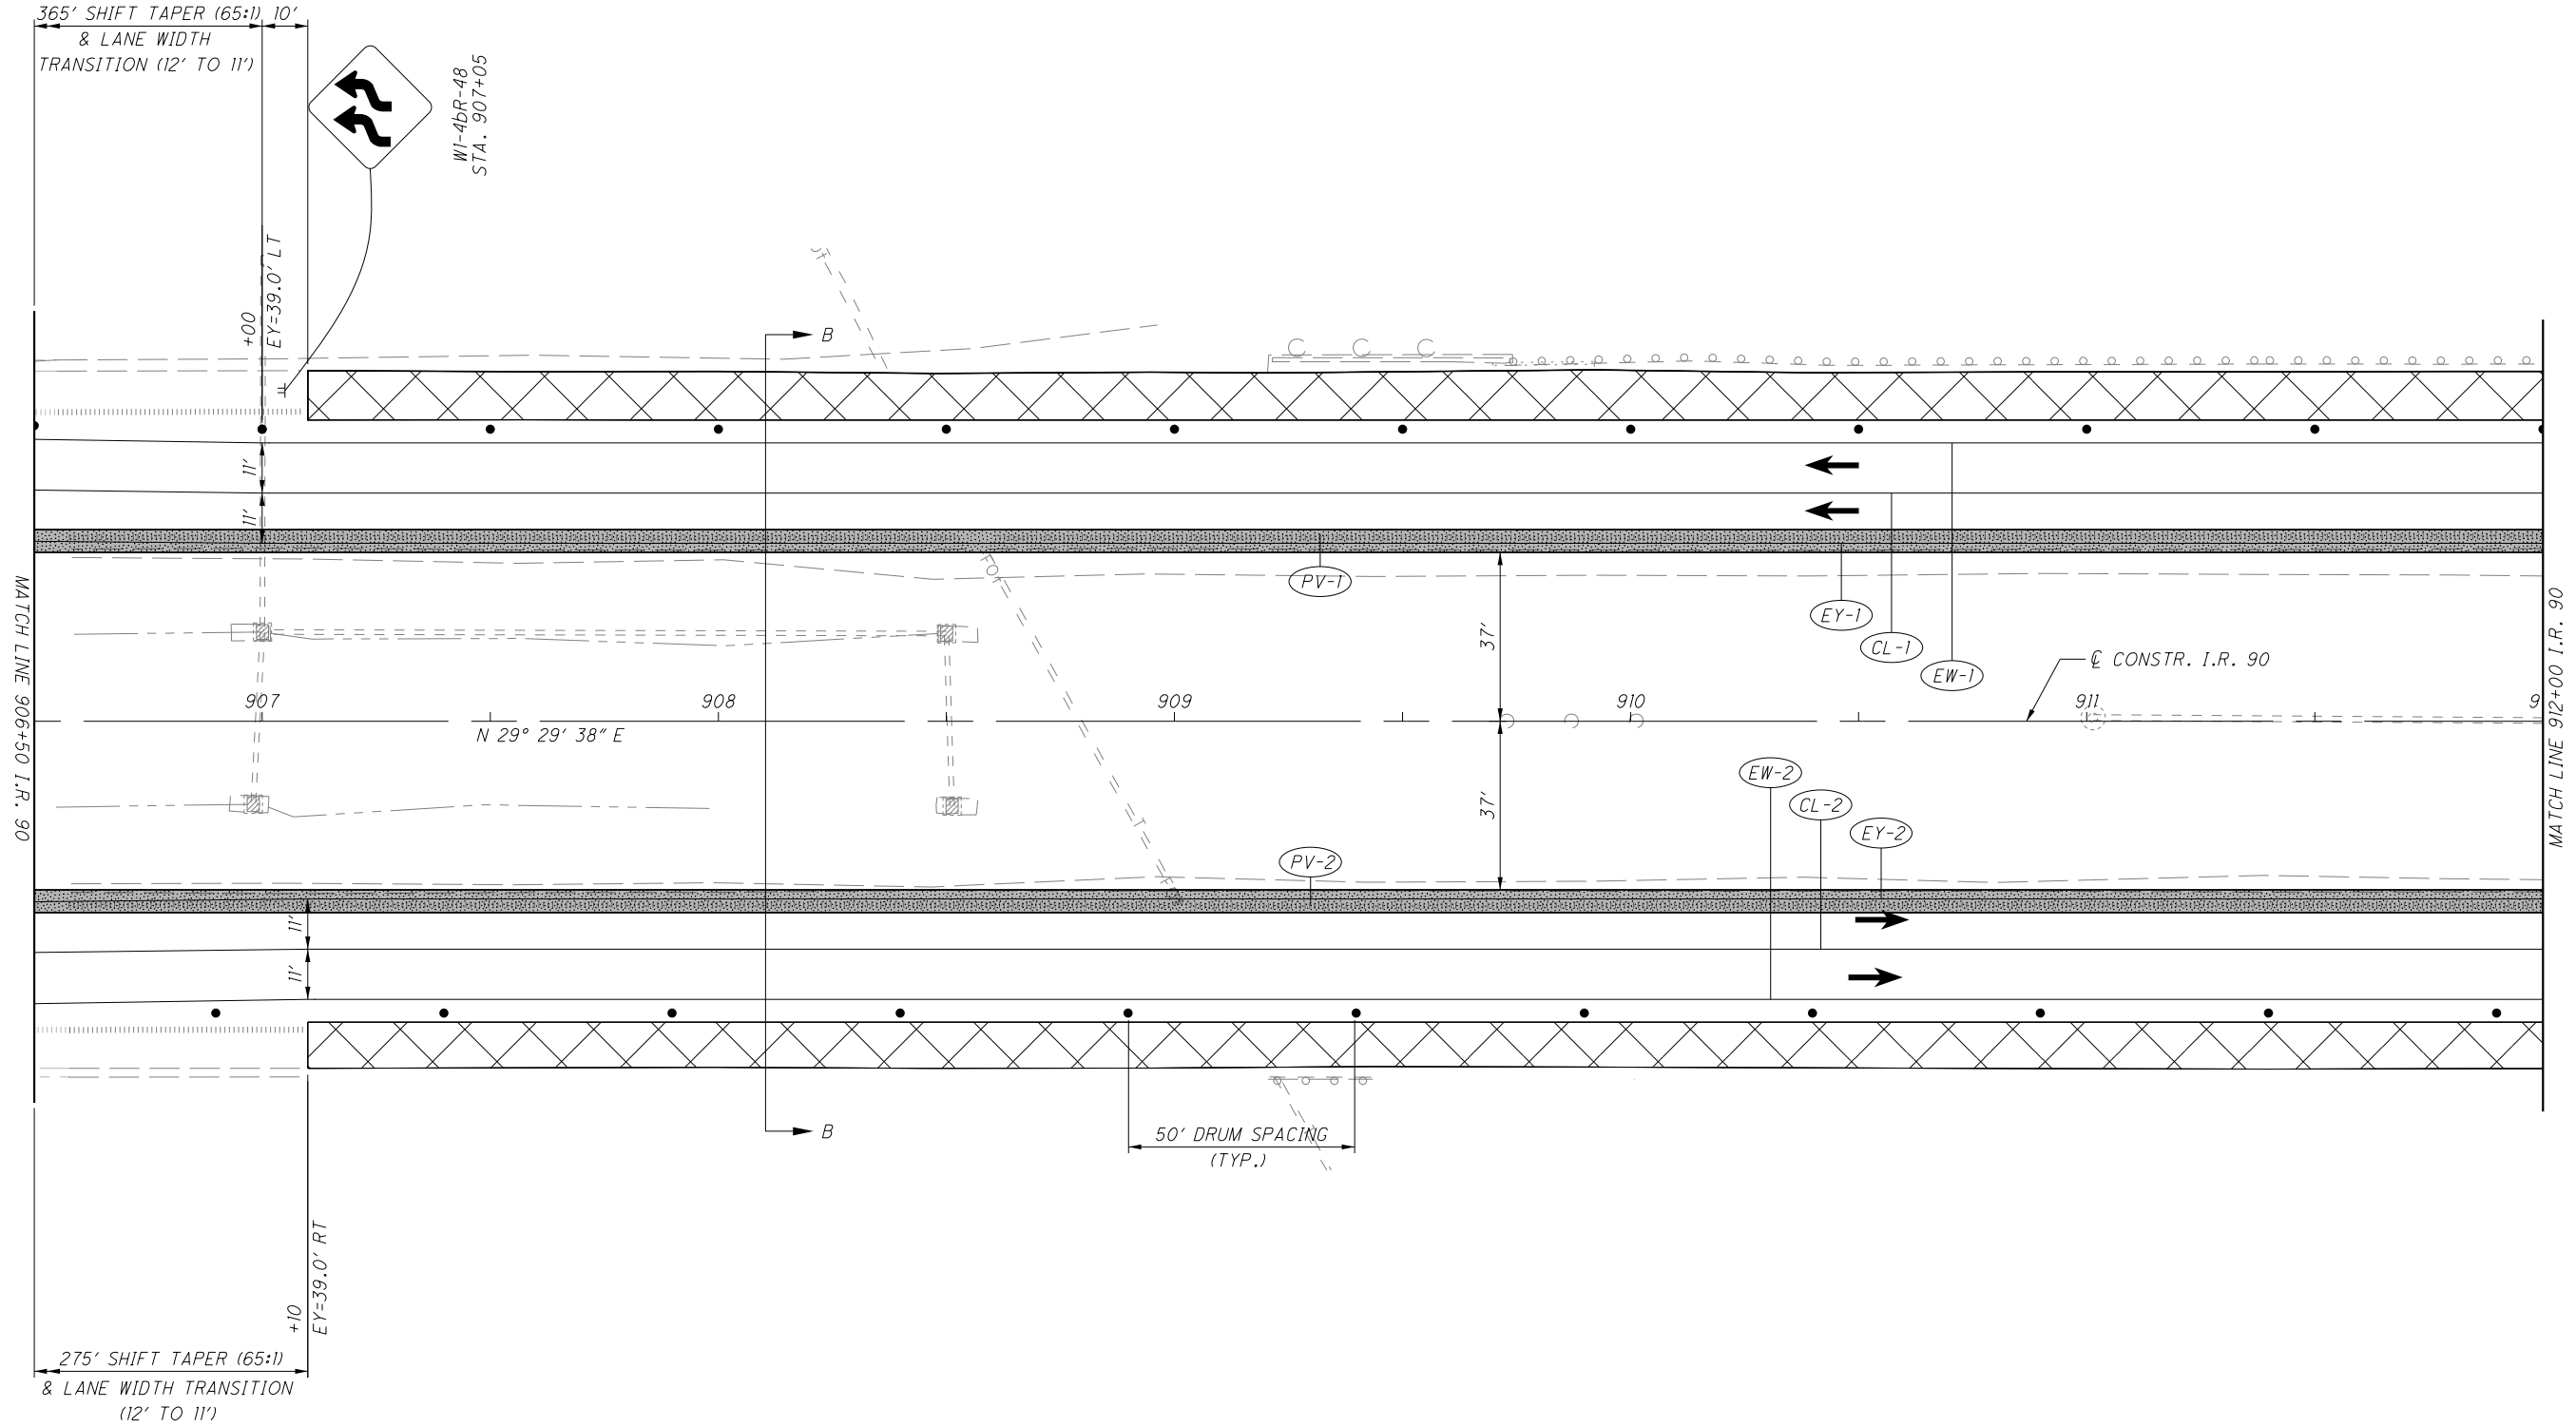 365' SHIFT TAPER (65:1) 10'
& LANE WIDTH
TRANSITION (12' TO 11')
W1-4bR-48
STA. 907+05
+00
EY=39.0' LT
B
11'
11'
PV-1
EY-1
CL-1
EW-1
37'
℄ CONSTR. I.R. 90
MATCH LINE 906+50 I.R. 90
MATCH LINE 912+00 I.R. 90
907
908
909
910
911
9
N 29° 29' 38" E
37'
EW-2
CL-2
EY-2
PV-2
11'
11'
B
50' DRUM SPACING
(TYP.)
+10
EY=39.0' RT
275' SHIFT TAPER (65:1)
& LANE WIDTH TRANSITION
(12' TO 11')